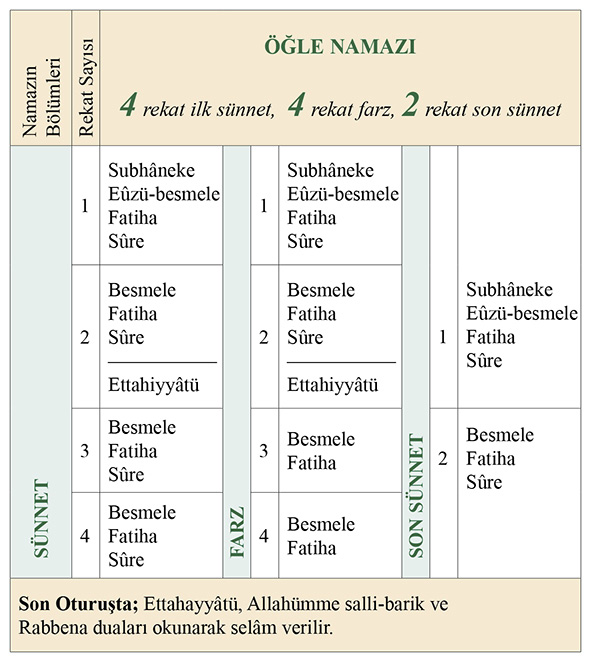 Namazın
Bölümleri
Rekat Sayısı
ÖĞLE NAMAZI
4 rekat ilk sünnet, 4 rekat farz, 2 rekat son sünnet
SÜNNET
1
Subhâneke
Eûzü-besmele
Fatiha
Sûre
2
Besmele
Fatiha
Sûre
Ettahiyyâtü
3
Besmele
Fatiha
Sûre
4
Besmele
Fatiha
Sûre
FARZ
1
Subhâneke
Eûzü-besmele
Fatiha
Sûre
2
Besmele
Fatiha
Sûre
Ettahiyyâtü
3
Besmele
Fatiha
4
Besmele
Fatiha
SON SÜNNET
1
Subhâneke
Eûzü-besmele
Fatiha
Sûre
2
Besmele
Fatiha
Sûre
Son Oturuşta; Ettahayyâtü, Allahümme salli-barik ve
Rabbena duaları okunarak selâm verilir.